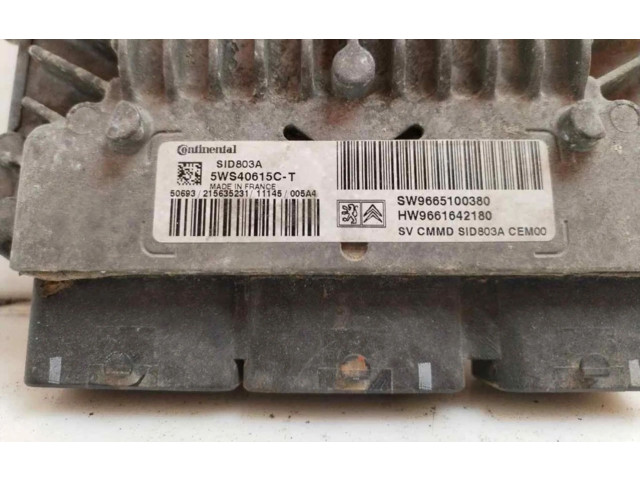 Continental
SID803A
5WS40615C-T
MADE IN FRANCE
50693 / 215635231 / 11145 / 005A4
SW9665100380
HW9661642180
SV CMMD SID803A CEM00